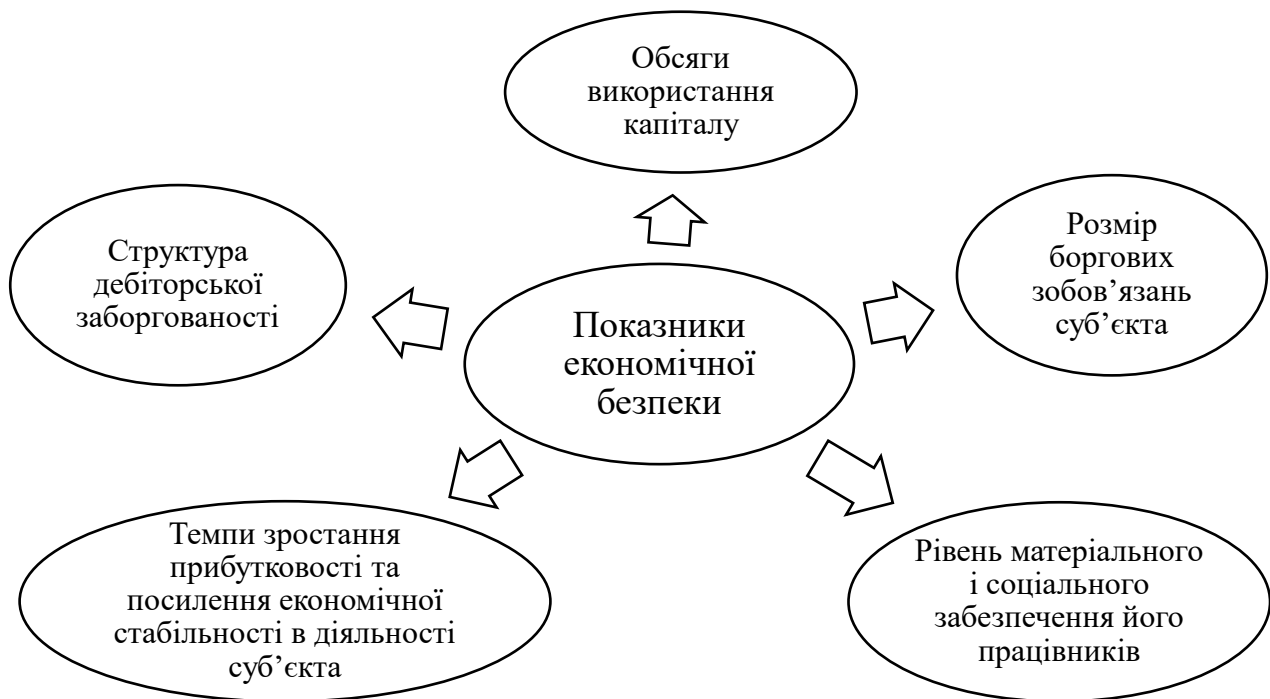 Обсяги
використання
капіталу
Структура
дебіторської
заборгованості
Розмір
боргових
зобов’язань
суб’єкта
Показники
економічної
безпеки
Темпи зростання
прибутковості та
посилення економічної
стабільності в діяльності
суб’єкта
Рівень матеріального
і соціального
забезпечення його
працівників